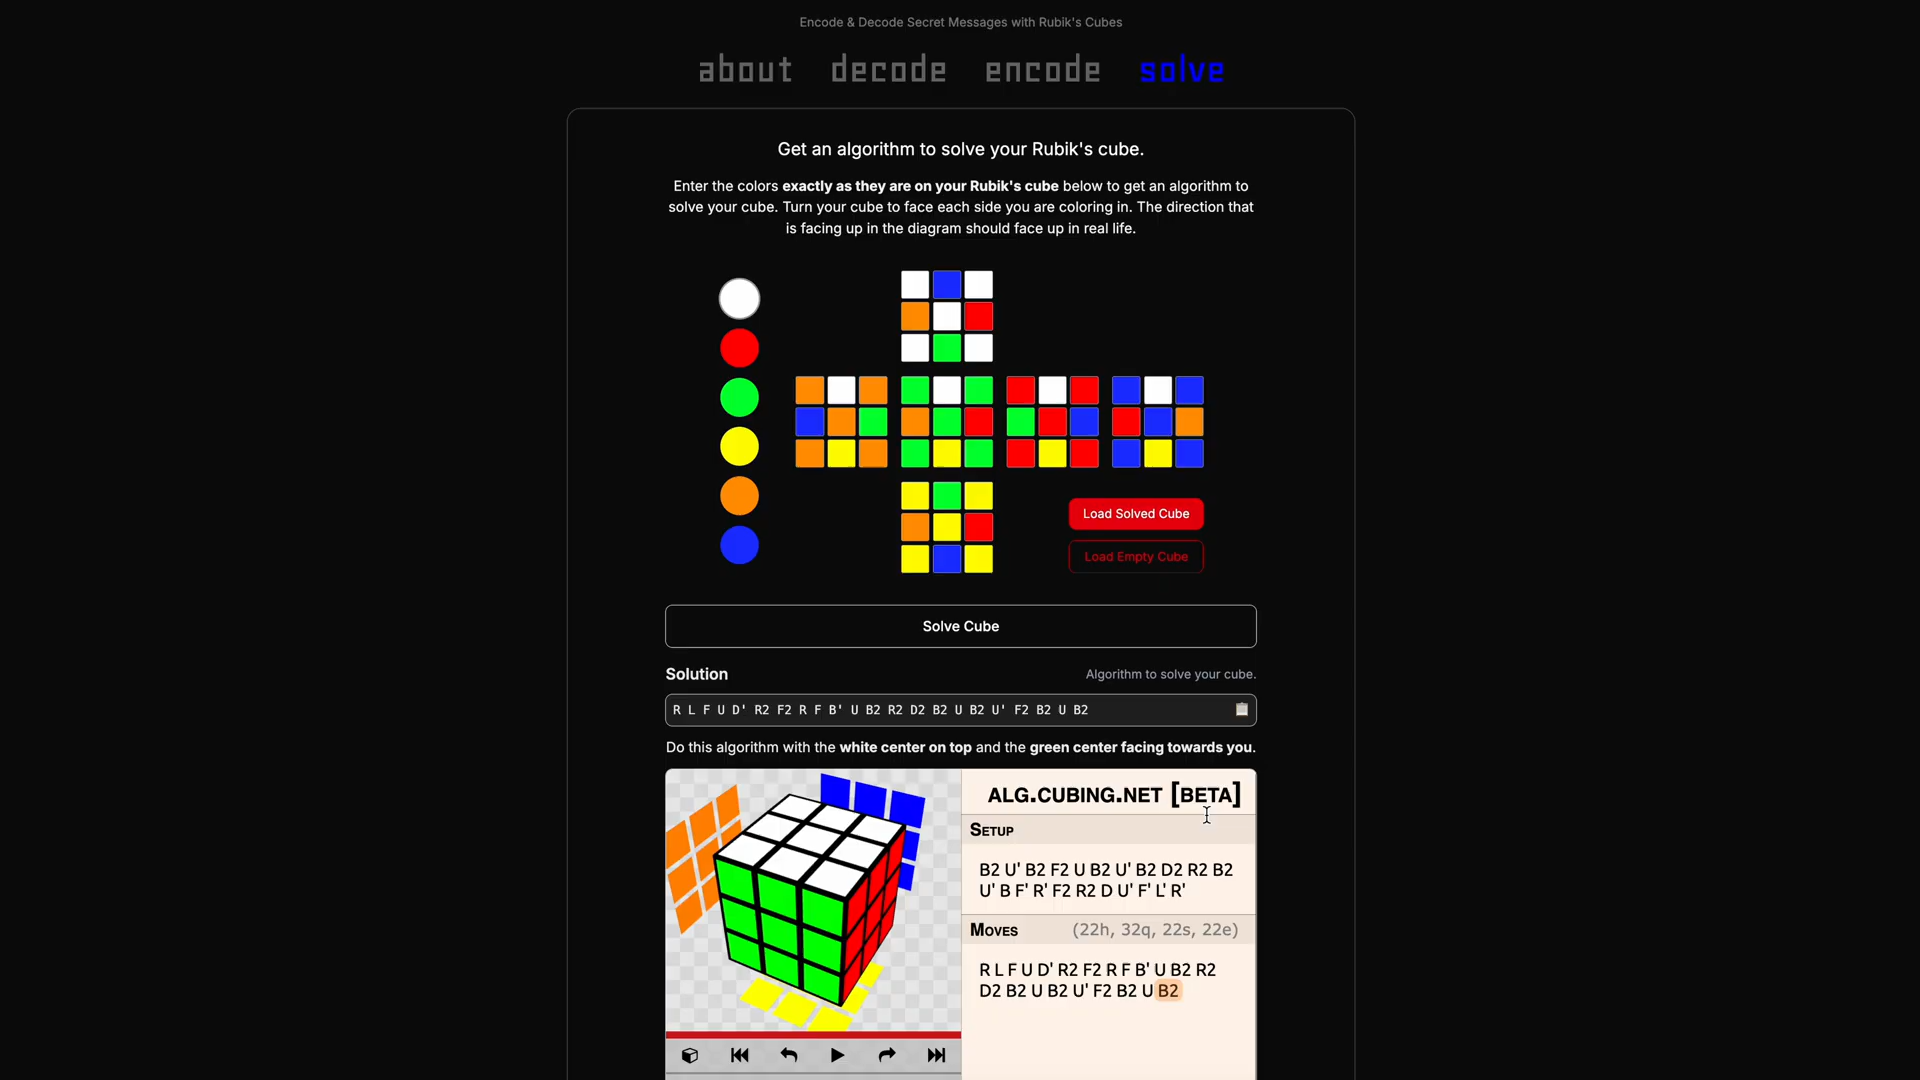 Encode & Decode Secret Messages with Rubik's Cubes
about decode encode solve
Get an algorithm to solve your Rubik's cube.
Enter the colors exactly as they are on your Rubik's cube below to get an algorithm to
solve your cube. Turn your cube to face each side you are coloring in. The direction that
is facing up in the diagram should face up in real life.
Load Solved Cube
Load Empty Cube
Solve Cube
Solution
Algorithm to solve your cube.
R L F U D' R2 F2 R F B' U B2 R2 D2 B2 U B2 U' F2 B2 U B2
Do this algorithm with the white center on top and the green center facing towards you.
ALG.CUBING.NET [BETA]
SETUP
B2 U' B2 F2 U B2 U' B2 D2 R2 B2
U' B F' R' F2 R2 D U' F' L' R'
MOVES (22h, 32q, 22s, 22e)
R L F U D' R2 F2 R F B' U B2 R2
D2 B2 U B2 U' F2 B2 U B2